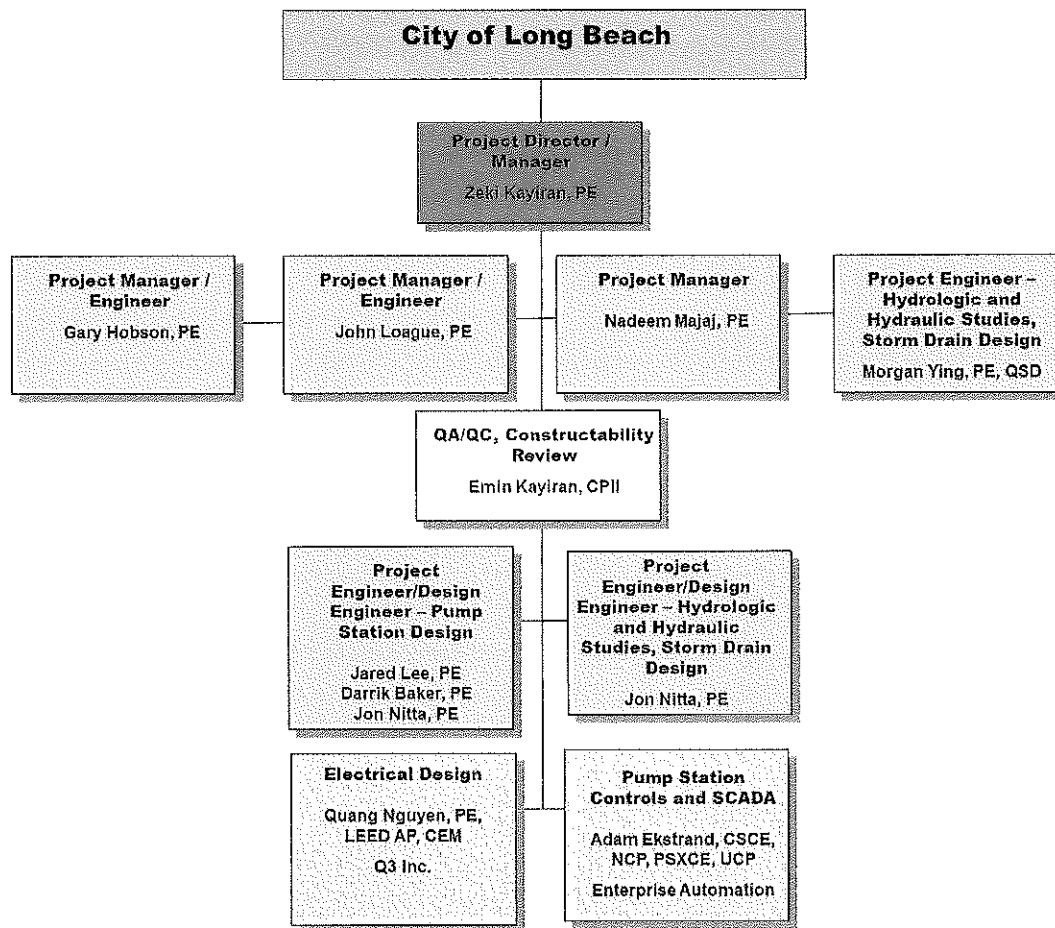 City of Long Beach
Project Director /
Manager
Zeki Kayiran, PE
Project Manager /
Engineer
Gary Hobson, PE
Project Manager /
Engineer
John Loague, PE
Project Manager
Nadeem Majaj, PE
Project Engineer –
Hydrologic and
Hydraulic Studies,
Storm Drain Design
Morgan Ying, PE, QSD
QA/QC, Constructability
Review
Emin Kayiran, CPII
Project
Engineer/Design
Engineer – Pump
Station Design
Jared Lee, PE
Darrik Baker, PE
Jon Nitta, PE
Project
Engineer/Design
Engineer – Hydrologic
and Hydraulic
Studies, Storm Drain
Design
Jon Nitta, PE
Electrical Design
Quang Nguyen, PE,
LEED AP, CEM
Q3 Inc.
Pump Station
Controls and SCADA
Adam Ekstrand, CSCE,
NCP, PSXCE, UCP
Enterprise Automation